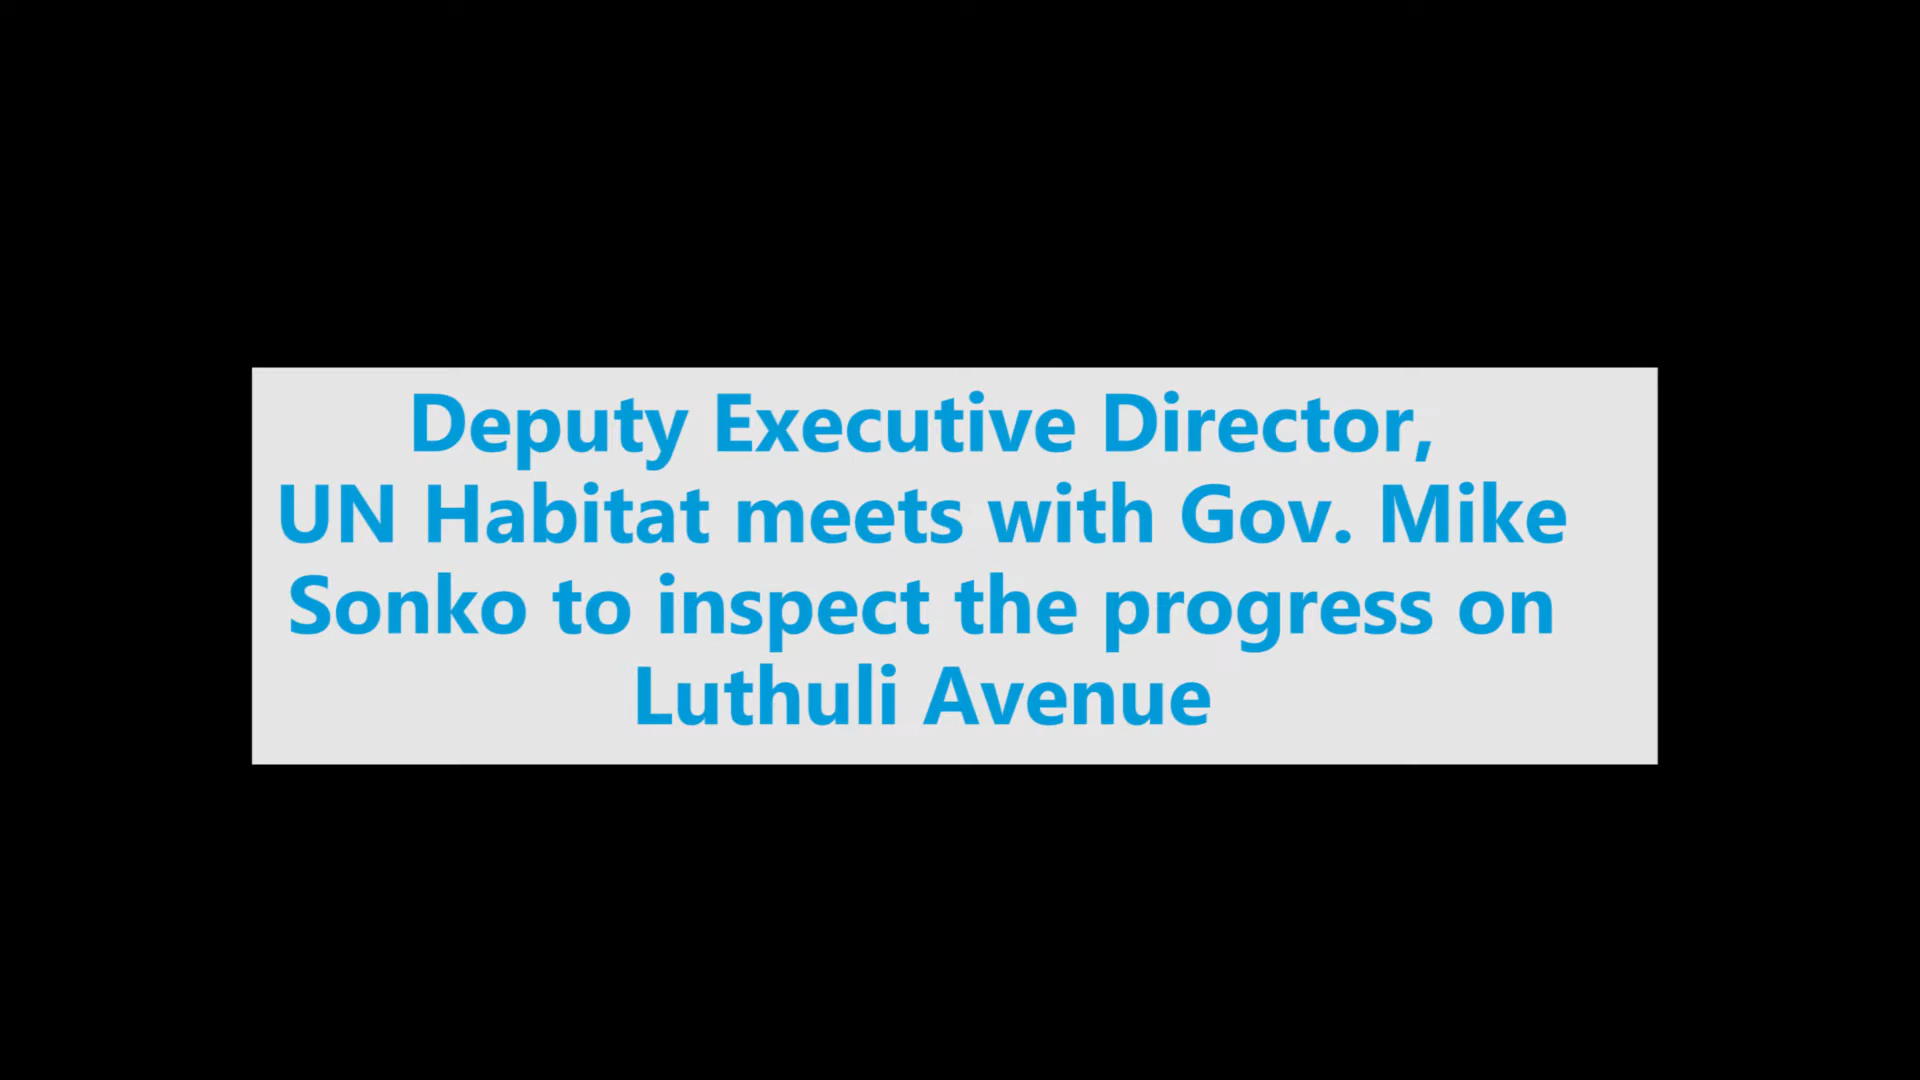 Deputy Executive Director,
UN Habitat meets with Gov. Mike
Sonko to inspect the progress on
Luthuli Avenue